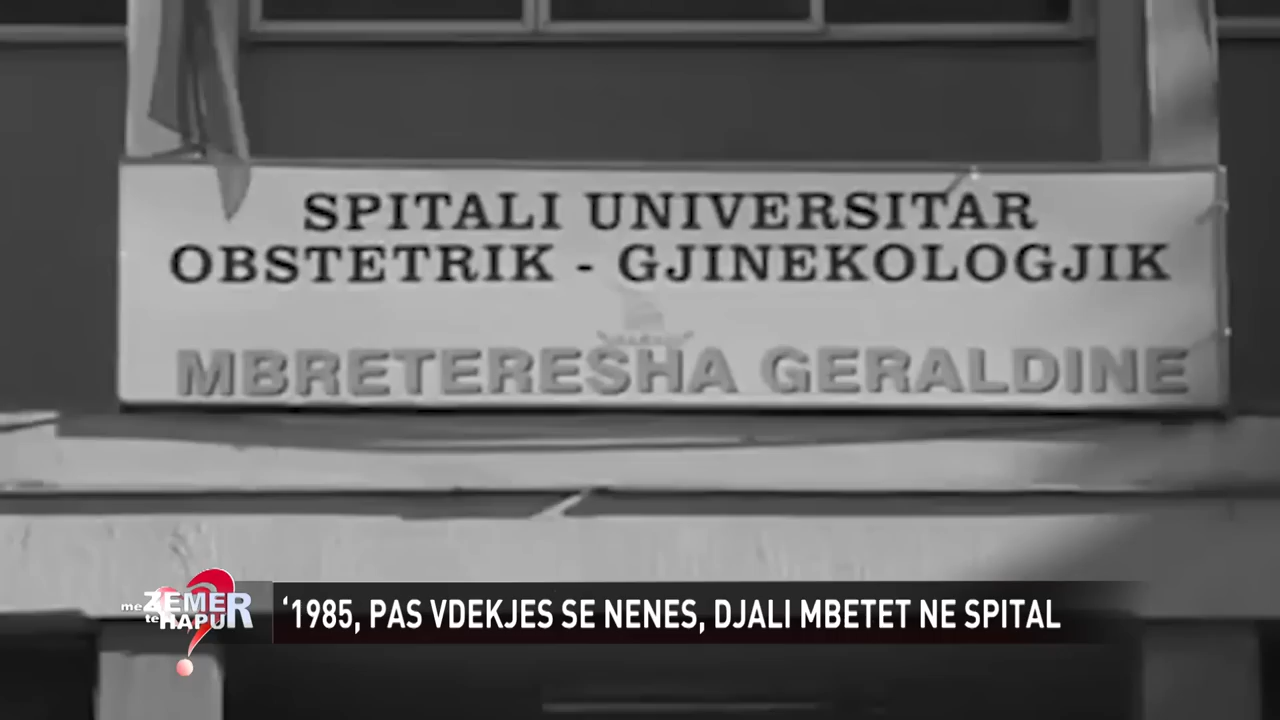 SPITALI UNIVERSITAR
OBSTETRIK - GJINEKOLOGJIK
MBRETERESHA GERALDINE
me ZEMER
te HAPUR
‘1985, PAS VDEKJES SE NENES, DJALI MBETET NE SPITAL